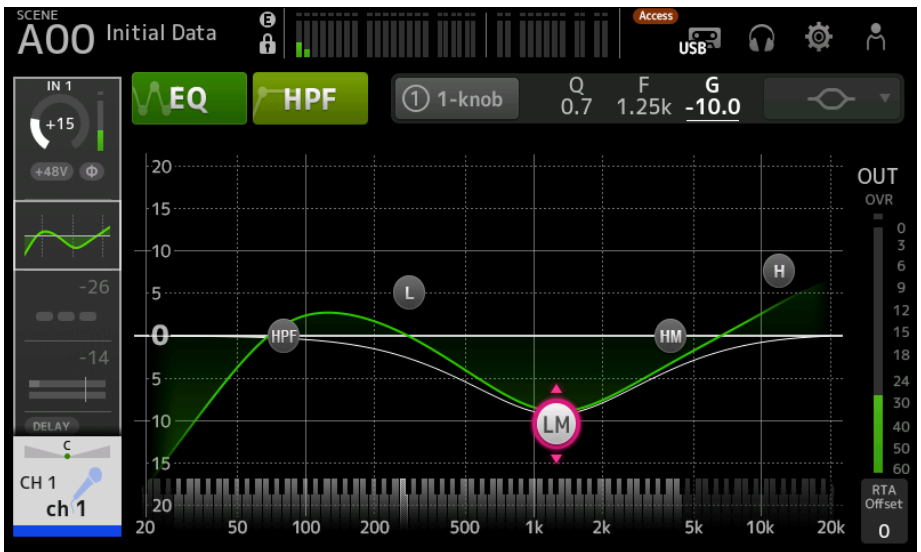 SCENE
A00 Initial Data
E
Access
USB
IN 1
+15
+48V Φ
-26
-14
DELAY
C
CH 1
ch 1
EQ
HPF
1 1-knob
Q F G
0.7 1.25k -10.0
20
15
10
5
0
5
10
15
20
HPF
L
LM
HM
H
20 50 100 200 500 1k 2k 5k 10k 20k
OUT
OVR
0
3
6
9
12
15
18
24
30
40
50
60
RTA
Offset
0